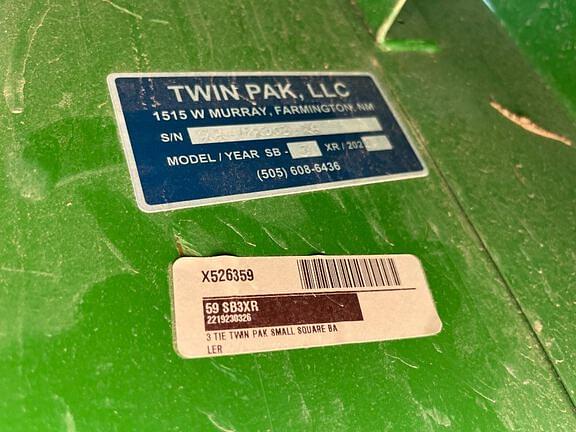 TWIN PAK, LLC
1515 W MURRAY, FARMINGTON, NM
S/N
MODEL / YEAR SB - XR / 202
(505) 608-6436
X526359
59 SB3XR
2219230326
3 TIE TWIN PAK SMALL SQUARE BA
LER